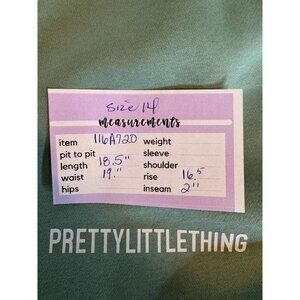 size 14
measurements
item 116A720 weight
pit to pit sleeve
length 18.5" shoulder
waist 19." rise 16.5
hips inseam 2"
PRETTYLITTLETHING